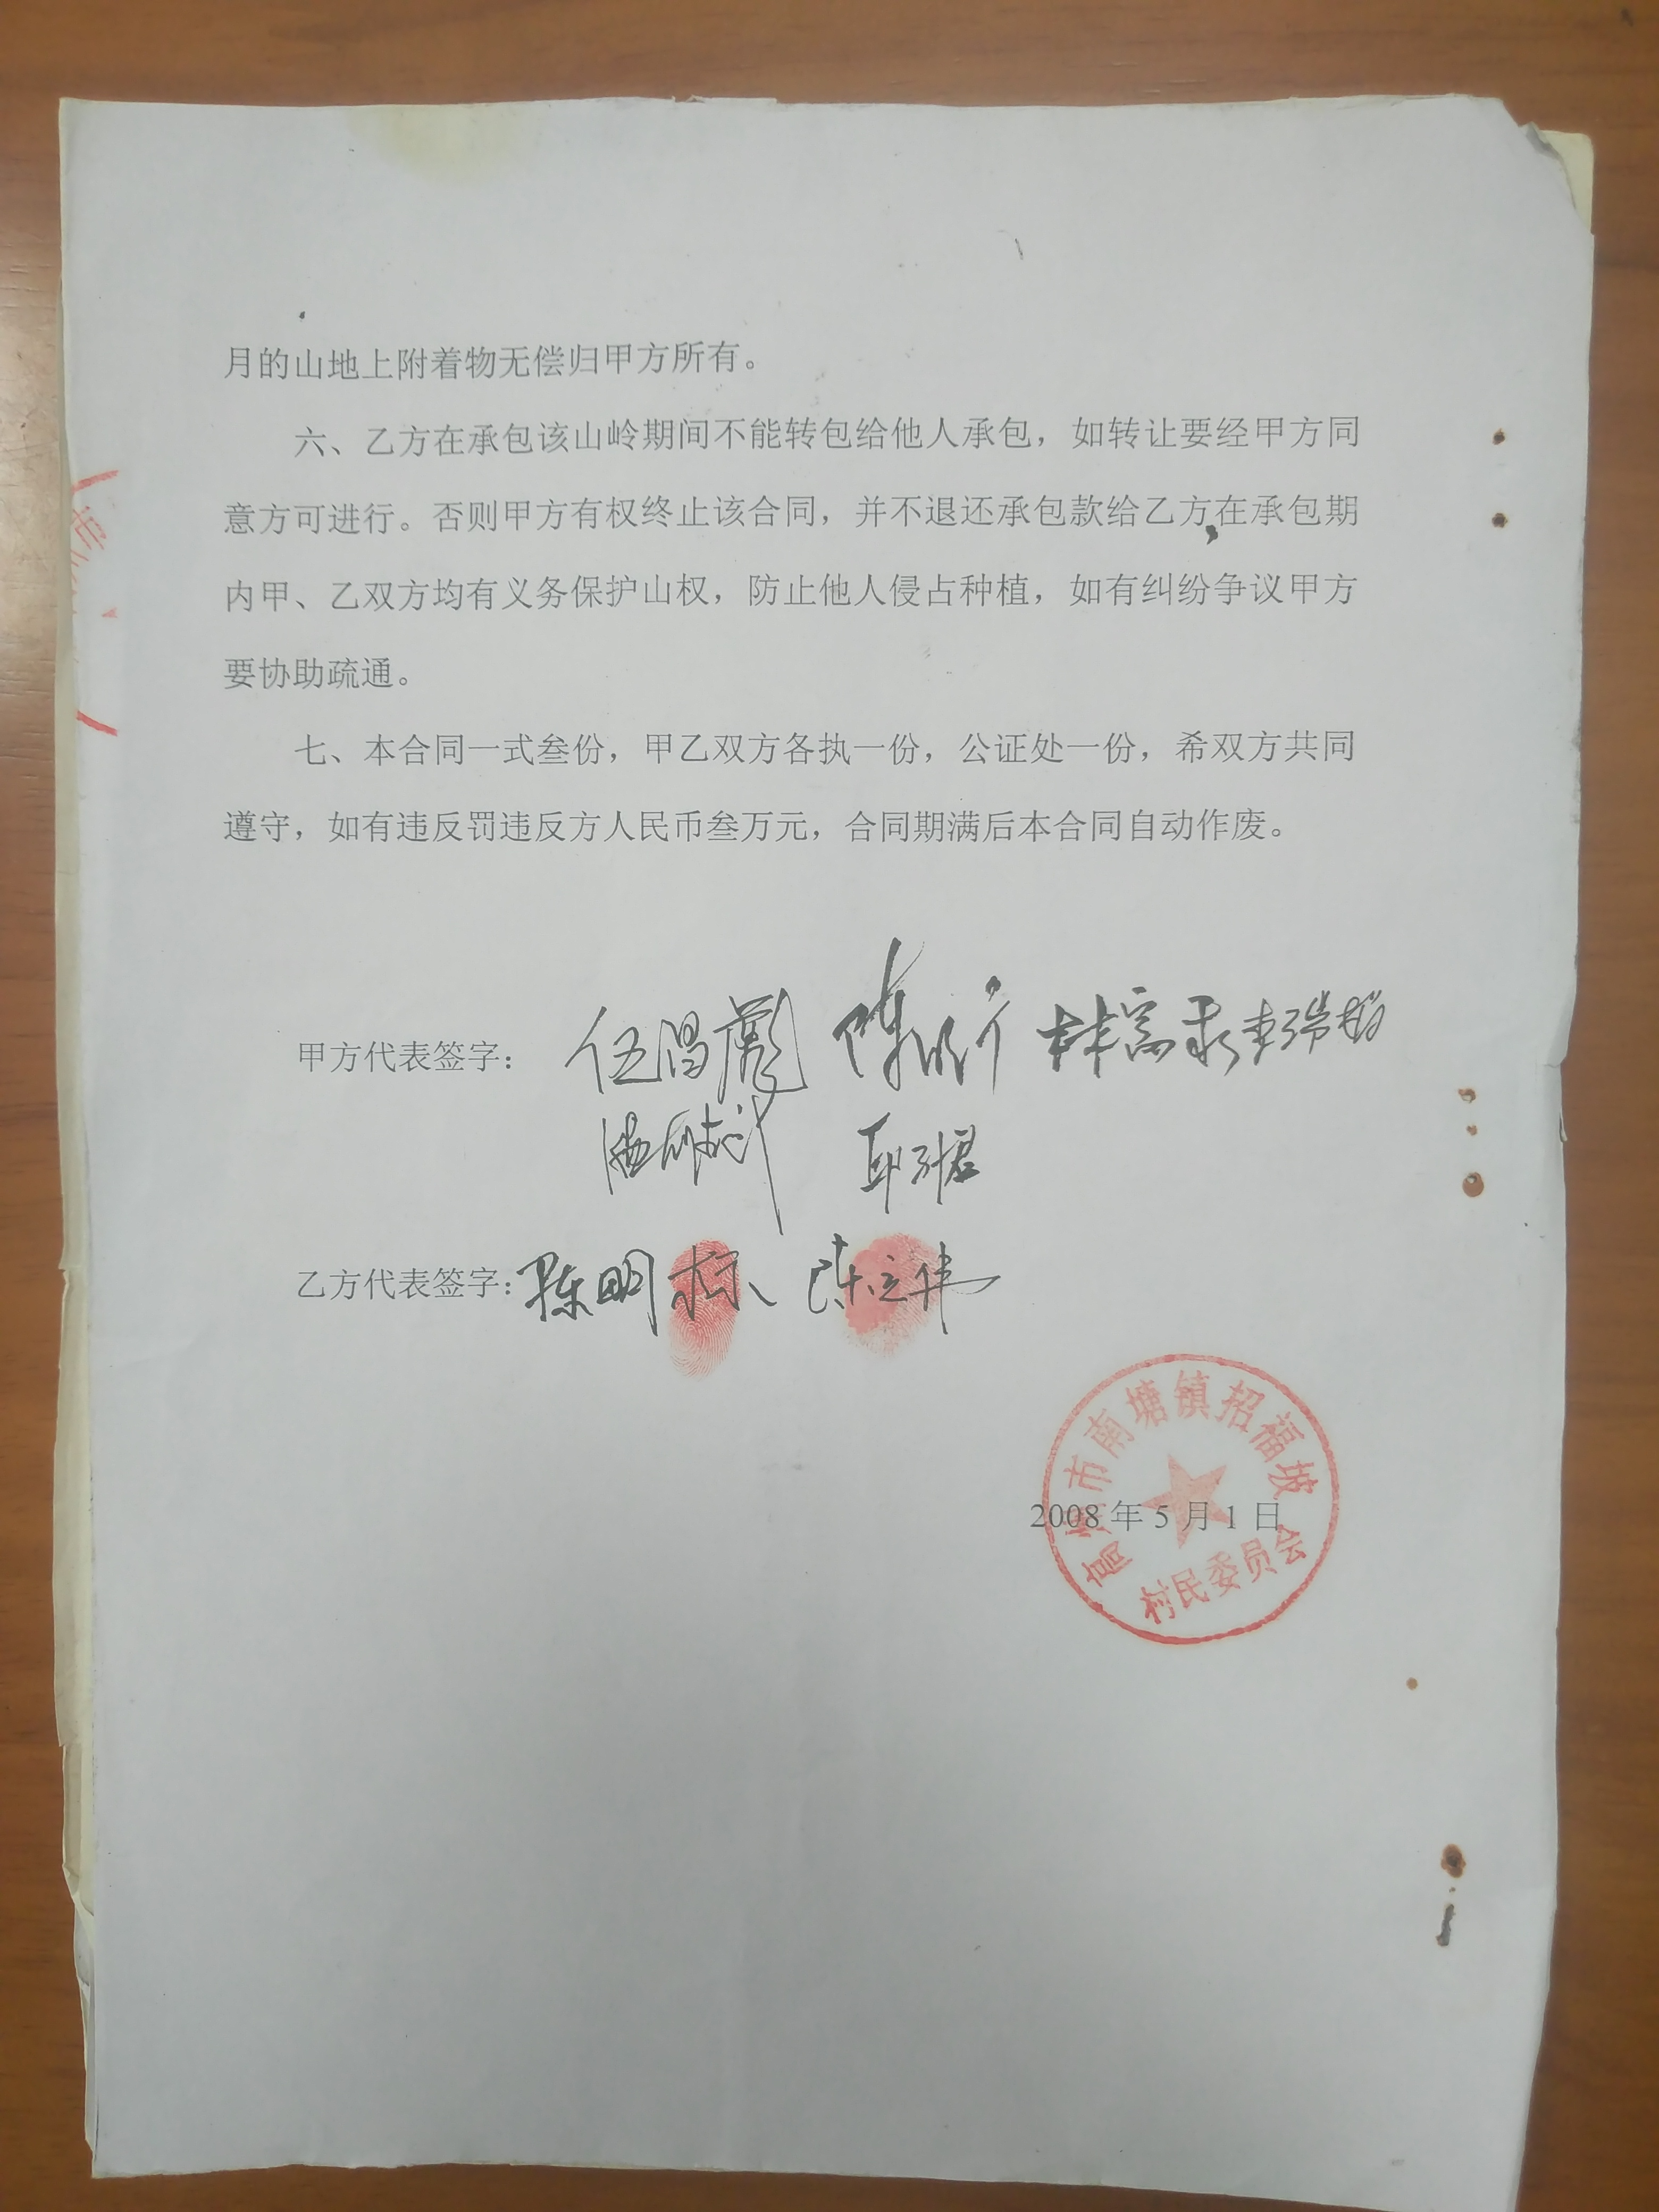 月的山地上附着物无偿归甲方所有。
六、乙方在承包该山岭期间不能转包给他人承包，如转让要经甲方同
意方可进行。否则甲方有权终止该合同，并不退还承包款给乙方在承包期
内甲、乙双方均有义务保护山权，防止他人侵占种植，如有纠纷争议甲方
要协助疏通。
七、本合同一式叁份，甲乙双方各执一份，公证处一份，希双方共同
遵守，如有违反罚违反方人民币叁万元，合同期满后本合同自动作废。
甲方代表签字： 伍昌彪
乙方代表签字：陈明标、陈立伟
高州市南塘镇招福坡
2008 年 5 月 1 日
村民委员会